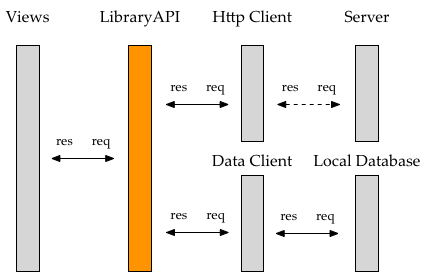 Views LibraryAPI Http Client Server
res req res req
res req
Data Client Local Database
res req res req